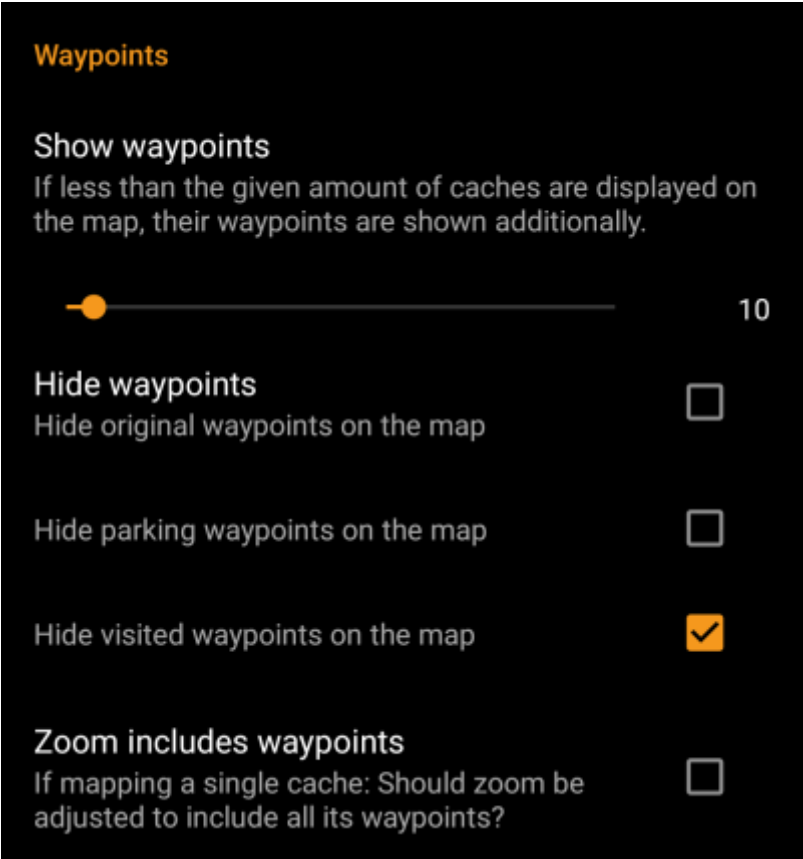 Waypoints
Show waypoints
If less than the given amount of caches are displayed on
the map, their waypoints are shown additionally.
10
Hide waypoints
Hide original waypoints on the map
Hide parking waypoints on the map
Hide visited waypoints on the map
Zoom includes waypoints
If mapping a single cache: Should zoom be
adjusted to include all its waypoints?